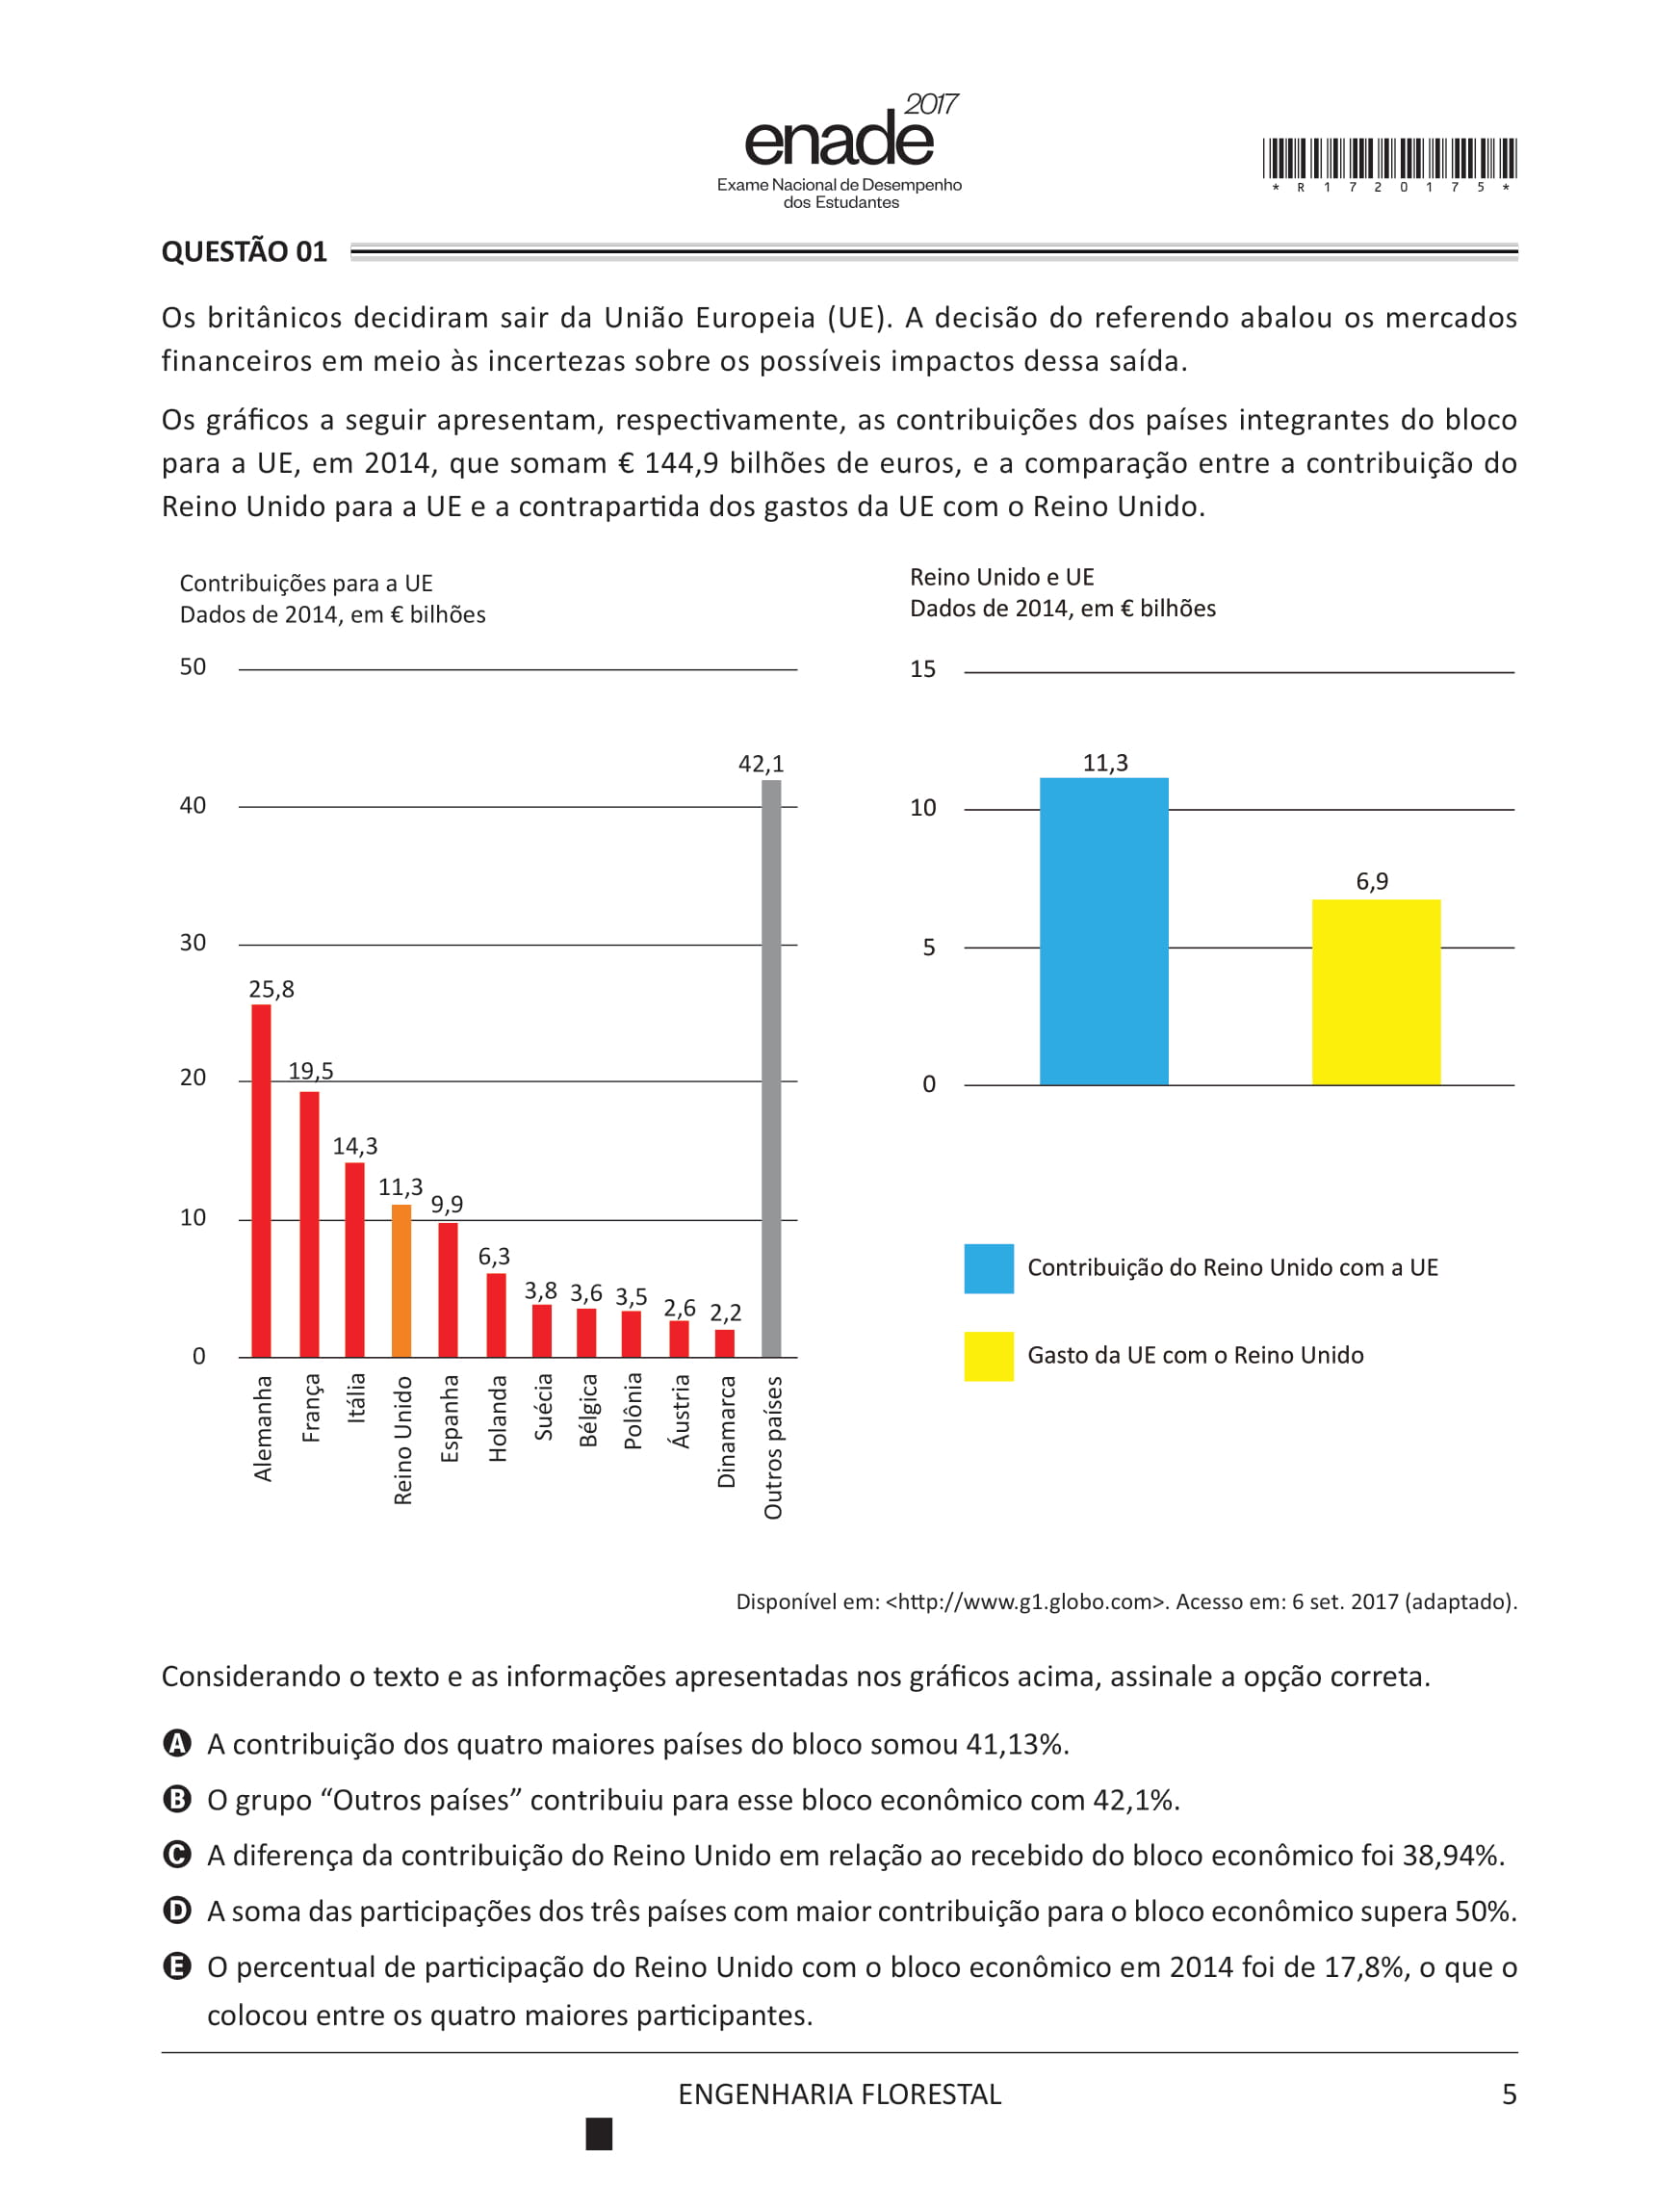 2017
enade
Exame Nacional de Desempenho
dos Estudantes
* R 1 7 2 0 1 7 5 *
QUESTÃO 01
Os britânicos decidiram sair da União Europeia (UE). A decisão do referendo abalou os mercados
financeiros em meio às incertezas sobre os possíveis impactos dessa saída.
Os gráficos a seguir apresentam, respectivamente, as contribuições dos países integrantes do bloco
para a UE, em 2014, que somam € 144,9 bilhões de euros, e a comparação entre a contribuição do
Reino Unido para a UE e a contrapartida dos gastos da UE com o Reino Unido.
Contribuições para a UE
Dados de 2014, em € bilhões
50
40
30
20
10
0
25,8
19,5
14,3
11,3
9,9
6,3
3,8
3,6
3,5
2,6
2,2
42,1
Alemanha
França
Itália
Reino Unido
Espanha
Holanda
Suécia
Bélgica
Polônia
Áustria
Dinamarca
Outros países
Reino Unido e UE
Dados de 2014, em € bilhões
15
10
5
0
11,3
6,9
Contribuição do Reino Unido com a UE
Gasto da UE com o Reino Unido
Disponível em: <http://www.g1.globo.com>. Acesso em: 6 set. 2017 (adaptado).
Considerando o texto e as informações apresentadas nos gráficos acima, assinale a opção correta.
A A contribuição dos quatro maiores países do bloco somou 41,13%.
B O grupo “Outros países” contribuiu para esse bloco econômico com 42,1%.
C A diferença da contribuição do Reino Unido em relação ao recebido do bloco econômico foi 38,94%.
D A soma das participações dos três países com maior contribuição para o bloco econômico supera 50%.
E O percentual de participação do Reino Unido com o bloco econômico em 2014 foi de 17,8%, o que o
colocou entre os quatro maiores participantes.
ENGENHARIA FLORESTAL
5